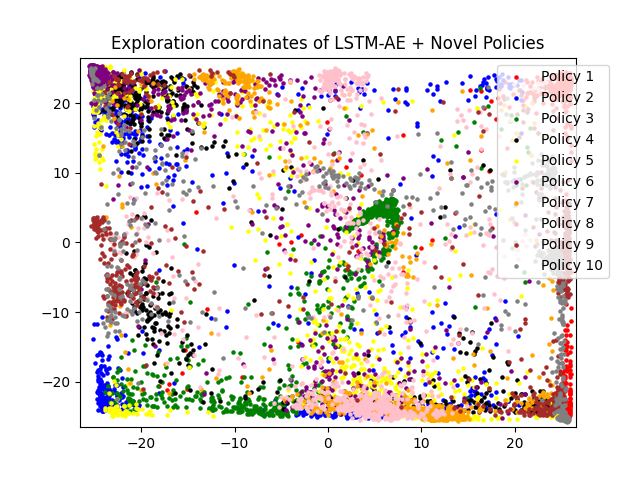 Exploration coordinates of LSTM-AE + Novel Policies
20
10
0
−10
−20
−20
−10
0
10
20
Policy 1
Policy 2
Policy 3
Policy 4
Policy 5
Policy 6
Policy 7
Policy 8
Policy 9
Policy 10